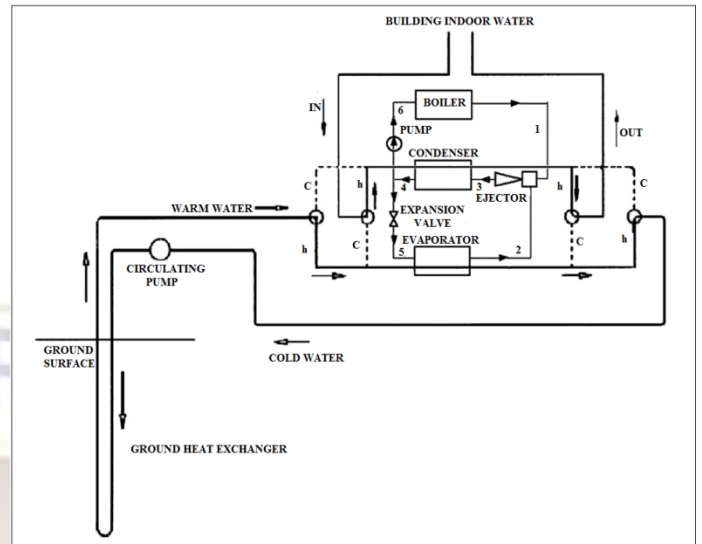 BUILDING INDOOR WATER
IN
6
BOILER
PUMP
1
OUT
CONDENSER
C
h
4
3
h
C
EJECTOR
WARM WATER
EXPANSION
VALVE
h
C
EVAPORATOR
5
2
C
h
CIRCULATING
PUMP
GROUND
SURFACE
COLD WATER
GROUND HEAT EXCHANGER